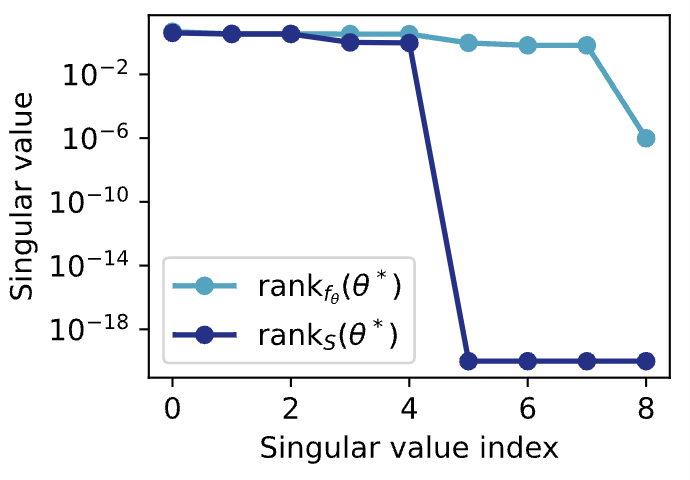 Singular value
10⁻²
10⁻⁶
10⁻¹⁰
10⁻¹⁴
10⁻¹⁸
rank_{f_θ}(θ*)
rank_S(θ*)
0 2 4 6 8
Singular value index